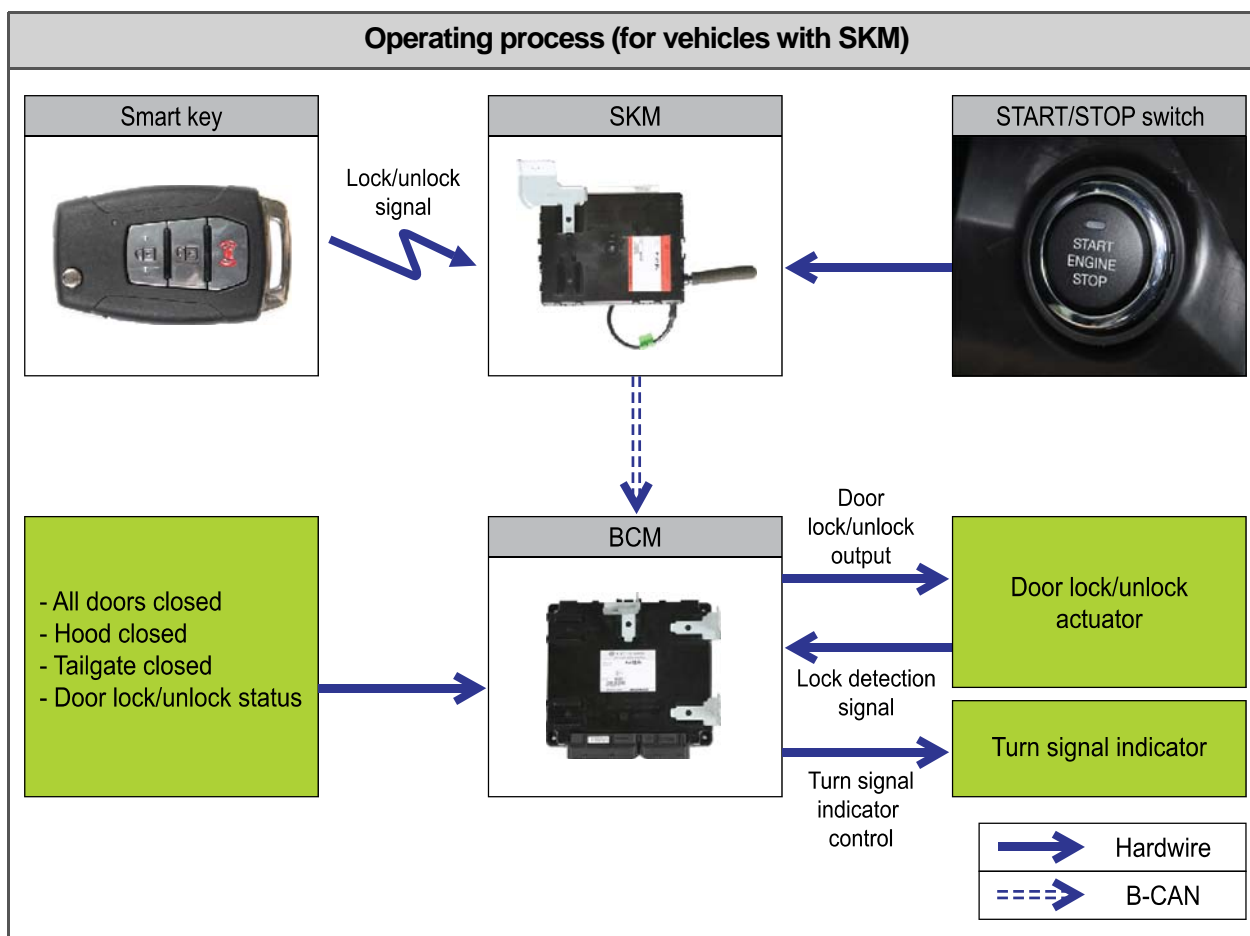 Operating process (for vehicles with SKM)
Smart key
SKM
START/STOP switch
Lock/unlock
signal
START
ENGINE
STOP
- All doors closed
- Hood closed
- Tailgate closed
- Door lock/unlock status
BCM
Door
lock/unlock
output
Door lock/unlock
actuator
Lock detection
signal
Turn signal indicator
Turn signal
indicator
control
Hardwire
B-CAN